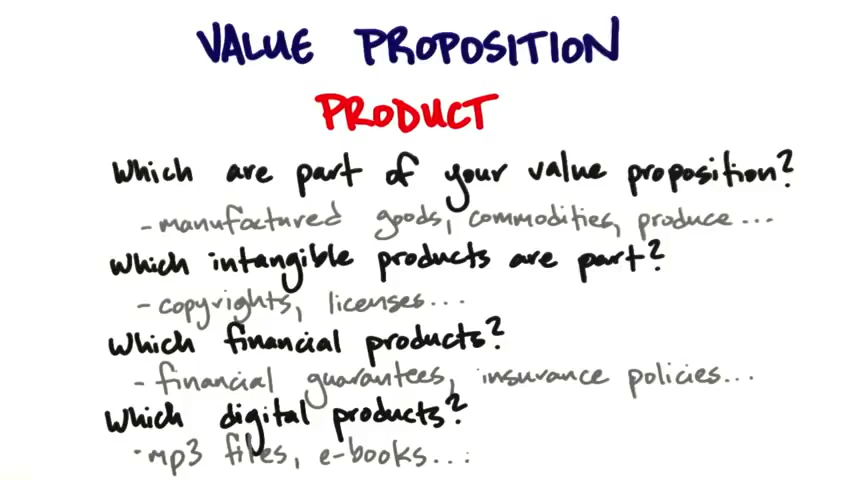 VALUE PROPOSITION
PRODUCT
Which are part of your value proposition?
- manufactured goods, commodities, produce...
Which intangible products are part?
- copyrights, licenses...
Which financial products?
- financial guarantees, insurance policies...
Which digital products?
- mp3 files, e-books...